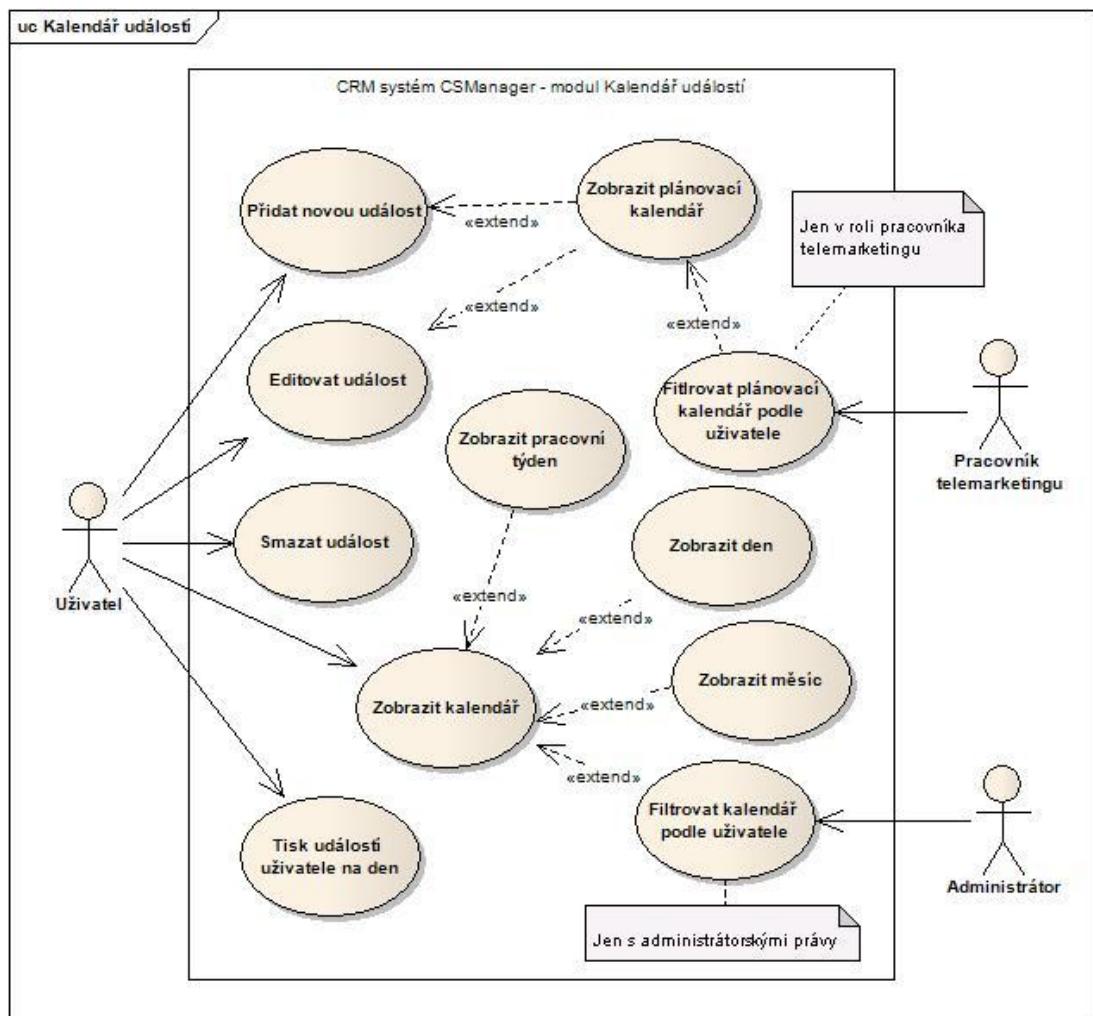 uc Kalendář událostí
CRM systém CSManager - modul Kalendář událostí
Přidat novou událost
Zobrazit plánovací
kalendář
«extend»
Jen v roli pracovníka
telemarketingu
«extend»
«extend»
Editovat událost
Zobrazit pracovní
týden
Fitlrovat plánovací
kalendář podle
uživatele
Pracovník
telemarketingu
Smazat událost
Zobrazit den
Uživatel
«extend»
«extend»
Zobrazit kalendář
Zobrazit měsíc
«extend»
«extend»
Filtrovat kalendář
podle uživatele
Tisk událostí
uživatele na den
Administrátor
Jen s administrátorskými právy